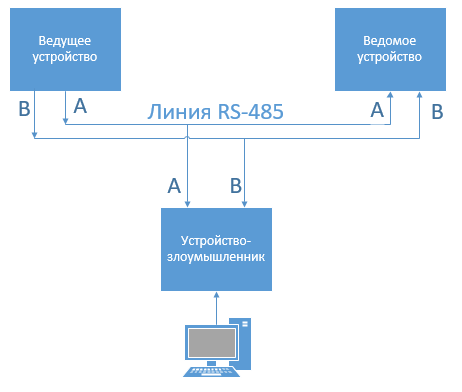 Ведущее
устройство
Ведомое
устройство
B
A
Линия RS-485
A
B
A
B
Устройство-
злоумышленник